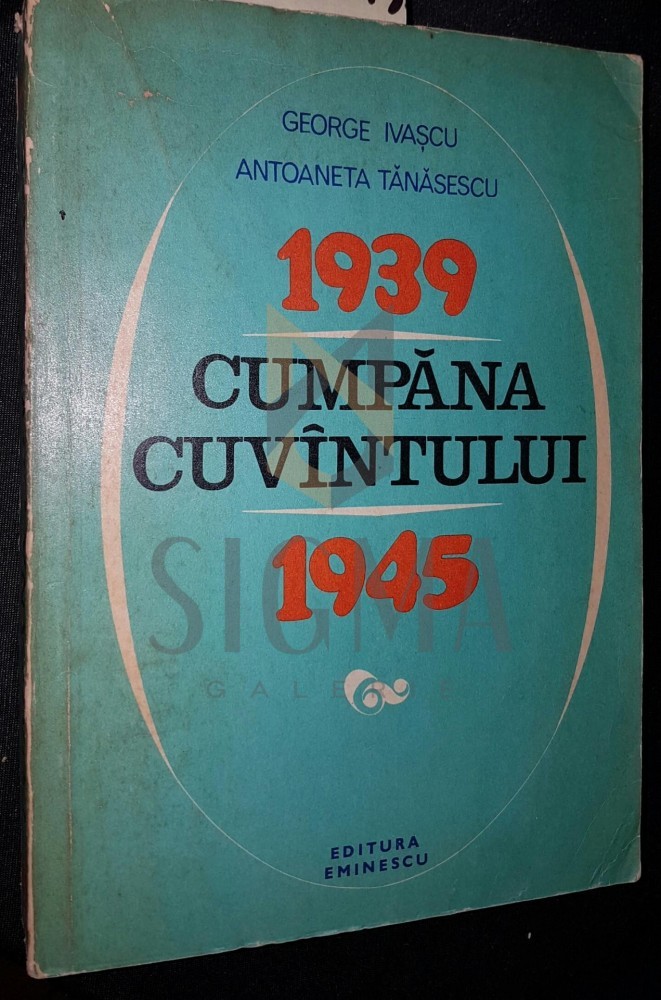 GEORGE IVAȘCU
ANTOANETA TĂNĂSESCU
1939
CUMPĂNA
CUVÎNTULUI
1945
SIGMA
GALERIE
EDITURA
EMINESCU